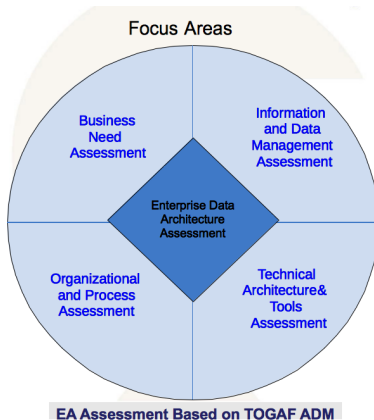 Focus Areas
Business
Need
Assessment
Information
and Data
Management
Assessment
Enterprise Data
Architecture
Assessment
Organizational
and Process
Assessment
Technical
Architecture&
Tools
Assessment
EA Assessment Based on TOGAF ADM